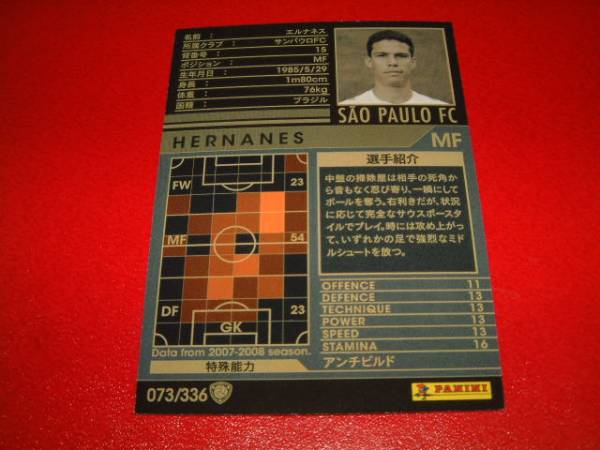 名前 : エルナネス
所属クラブ : サンパウロFC
背番号 : 15
ポジション : MF
生年月日 : 1985/5/29
身長 : 1m80cm
体重 : 76kg
国籍 : ブラジル
SÃO PAULO FC
HERNANES
MF
FW 23
MF 54
DF 23
GK
Data from 2007-2008 season.
特殊能力
選手紹介
中盤の掃除屋は相手の死角か
ら音もなく忍び寄り、一瞬にして
ボールを奪う。右利きだが、状況
に応じて完全なサウスポースタ
イルでプレイ。時には攻め上がっ
て、いずれかの足で強烈なミド
ルシュートを放つ。
OFFENCE 11
DEFENCE 13
TECHNIQUE 13
POWER 13
SPEED 13
STAMINA 16
アンチビルド
073/336
PANINI